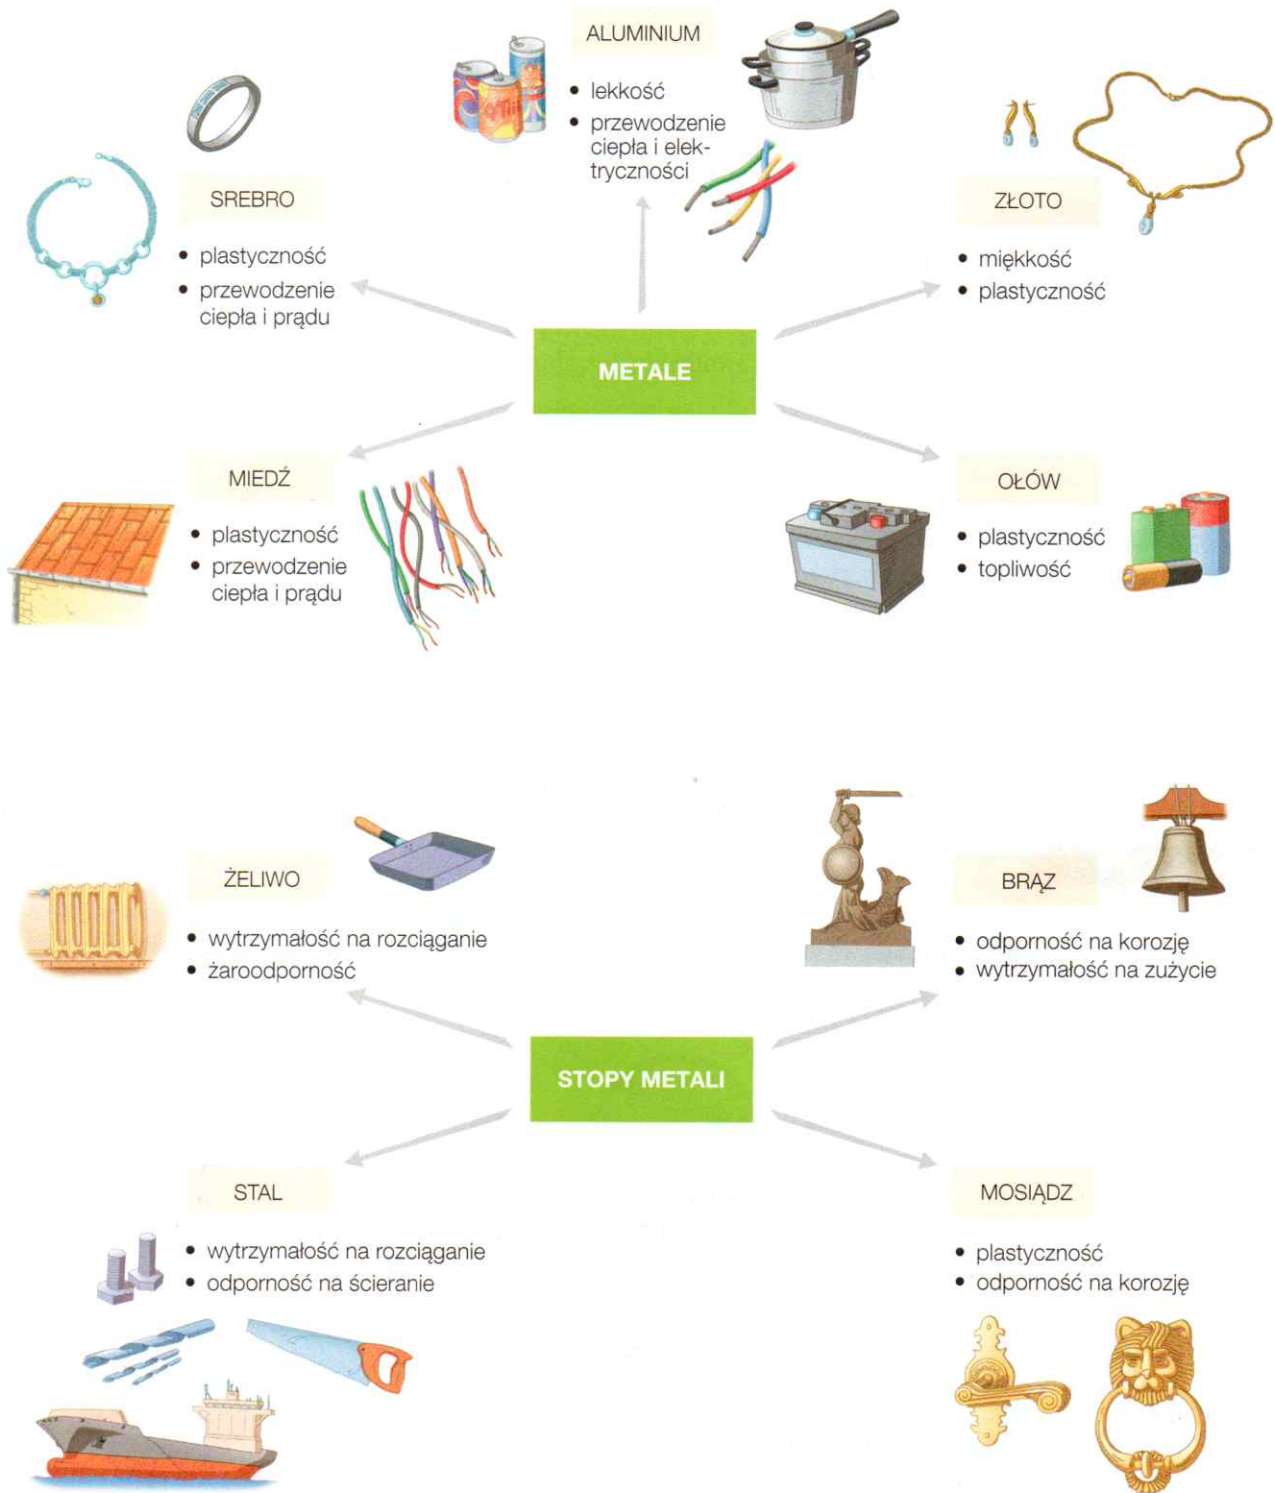 ALUMINIUM
• lekkość
• przewodzenie
ciepła i elek-
tryczności
SREBRO
• plastyczność
• przewodzenie
ciepła i prądu
ZŁOTO
• miękkość
• plastyczność
METALE
MIEDŹ
• plastyczność
• przewodzenie
ciepła i prądu
OŁÓW
• plastyczność
• topliwość
ŻELIWO
• wytrzymałość na rozciąganie
• żaroodporność
BRĄZ
• odporność na korozję
• wytrzymałość na zużycie
STOPY METALI
STAL
• wytrzymałość na rozciąganie
• odporność na ścieranie
MOSIĄDZ
• plastyczność
• odporność na korozję